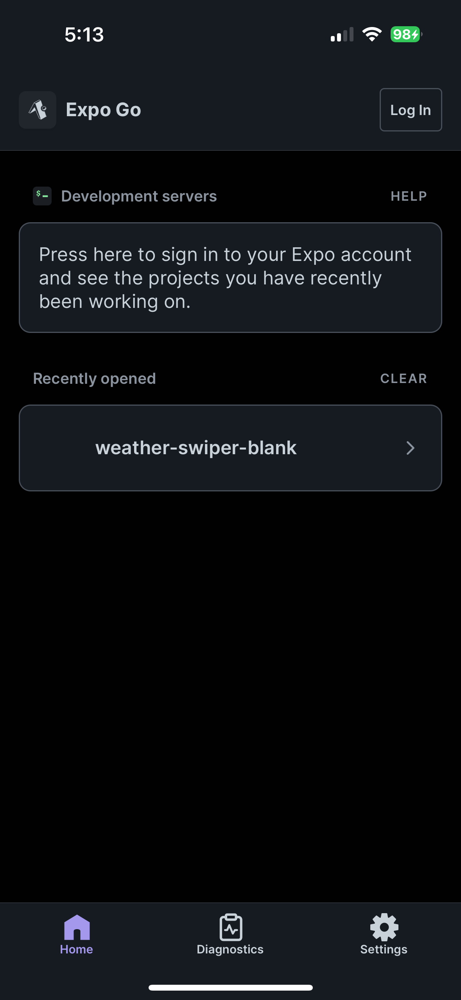 5:13
98
Expo Go
Log In
$
Development servers
HELP
Press here to sign in to your Expo account
and see the projects you have recently
been working on.
Recently opened
CLEAR
weather-swiper-blank
Home
Diagnostics
Settings